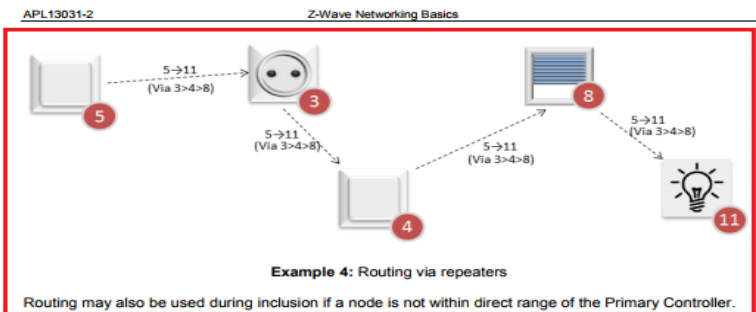 APL13031-2 Z-Wave Networking Basics
5→11
(Via 3>4>8)
5
3
5→11
(Via 3>4>8)
4
5→11
(Via 3>4>8)
8
5→11
(Via 3>4>8)
11
Example 4: Routing via repeaters
Routing may also be used during inclusion if a node is not within direct range of the Primary Controller.